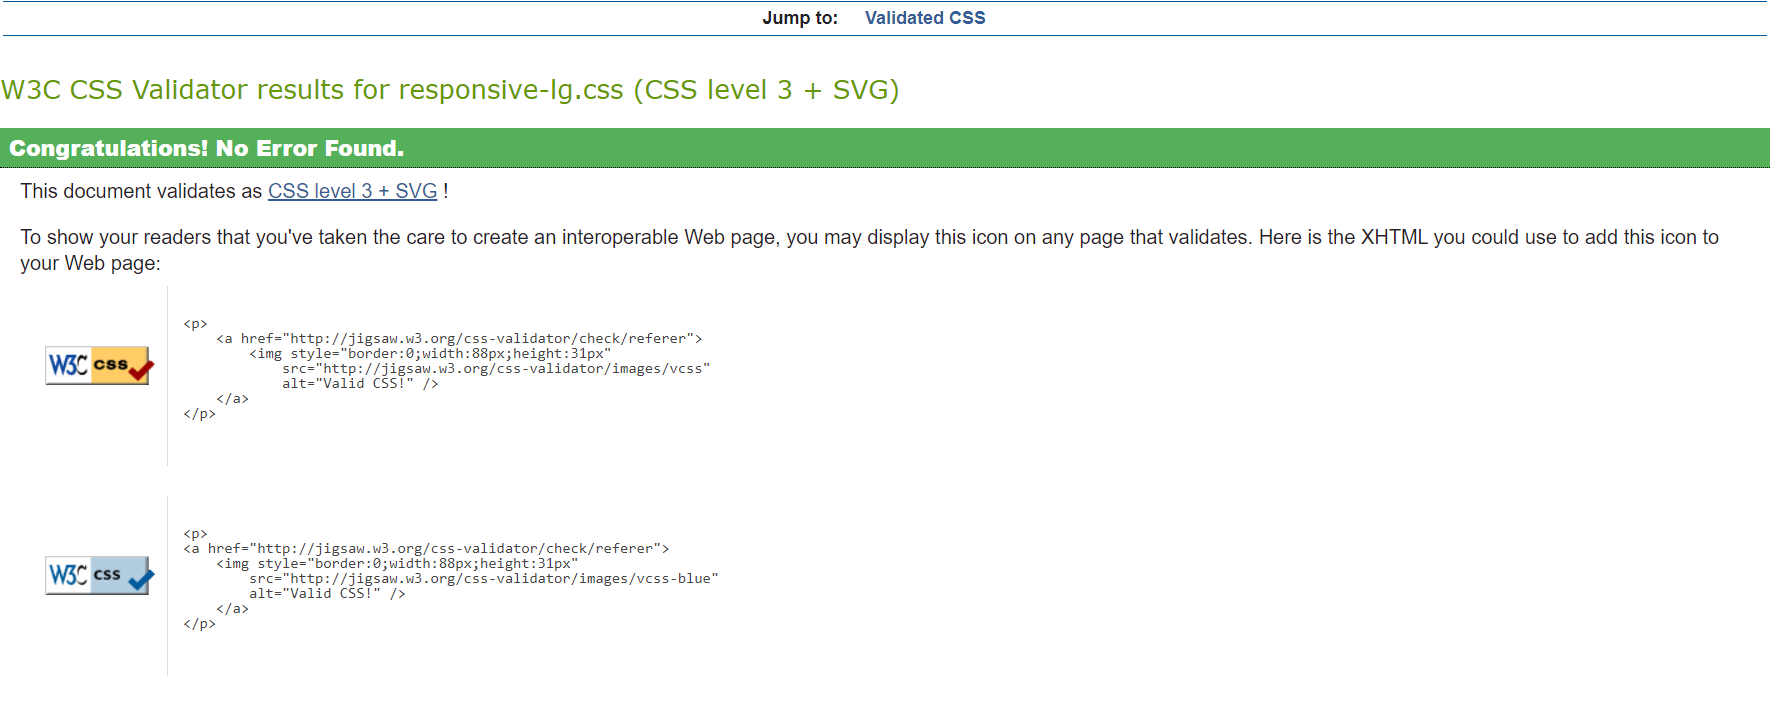 Jump to: Validated CSS
W3C CSS Validator results for responsive-lg.css (CSS level 3 + SVG)
Congratulations! No Error Found.
This document validates as CSS level 3 + SVG !
To show your readers that you've taken the care to create an interoperable Web page, you may display this icon on any page that validates. Here is the XHTML you could use to add this icon to
your Web page:
<p>
    <a href="http://jigsaw.w3.org/css-validator/check/referer">
        <img style="border:0;width:88px;height:31px"
            src="http://jigsaw.w3.org/css-validator/images/vcss"
            alt="Valid CSS!" />
    </a>
</p>
W3C css
<p>
<a href="http://jigsaw.w3.org/css-validator/check/referer">
    <img style="border:0;width:88px;height:31px"
        src="http://jigsaw.w3.org/css-validator/images/vcss-blue"
        alt="Valid CSS!" />
    </a>
</p>
W3C css